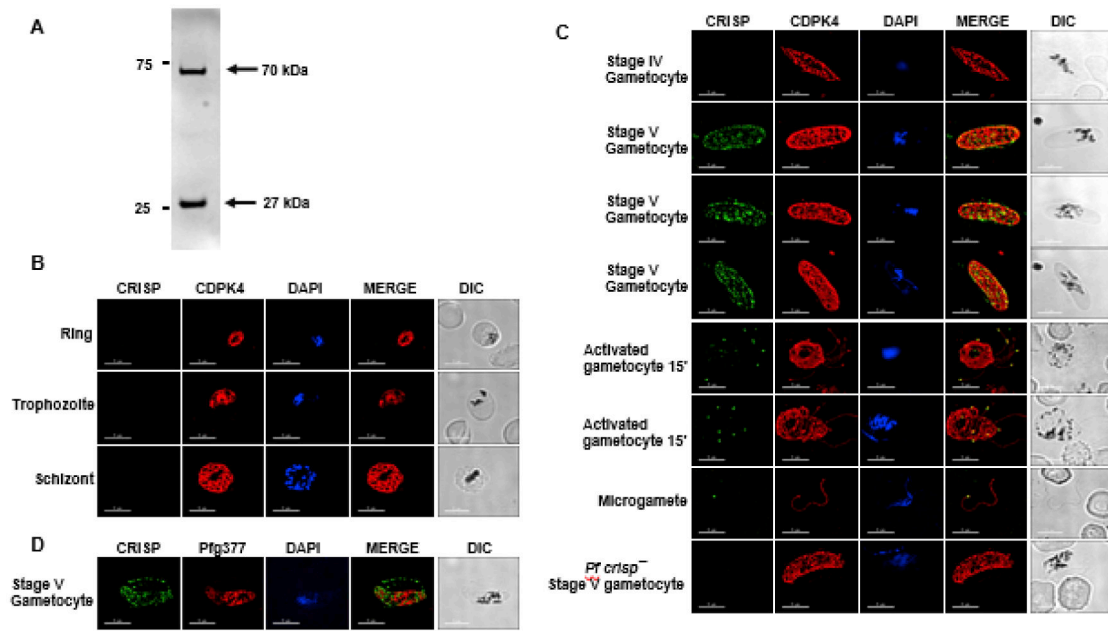 A
75
70 kDa
25
27 kDa
B
CRISP CDPK4 DAPI MERGE DIC
Ring
Trophozoite
Schizont
D
CRISP Pfg377 DAPI MERGE DIC
Stage V
Gametocyte
C
CRISP CDPK4 DAPI MERGE DIC
Stage IV
Gametocyte
Stage V
Gametocyte
Stage V
Gametocyte
Stage V
Gametocyte
Activated
gametocyte 15'
Activated
gametocyte 15'
Microgamete
Pf crisp⁻
Stage V gametocyte